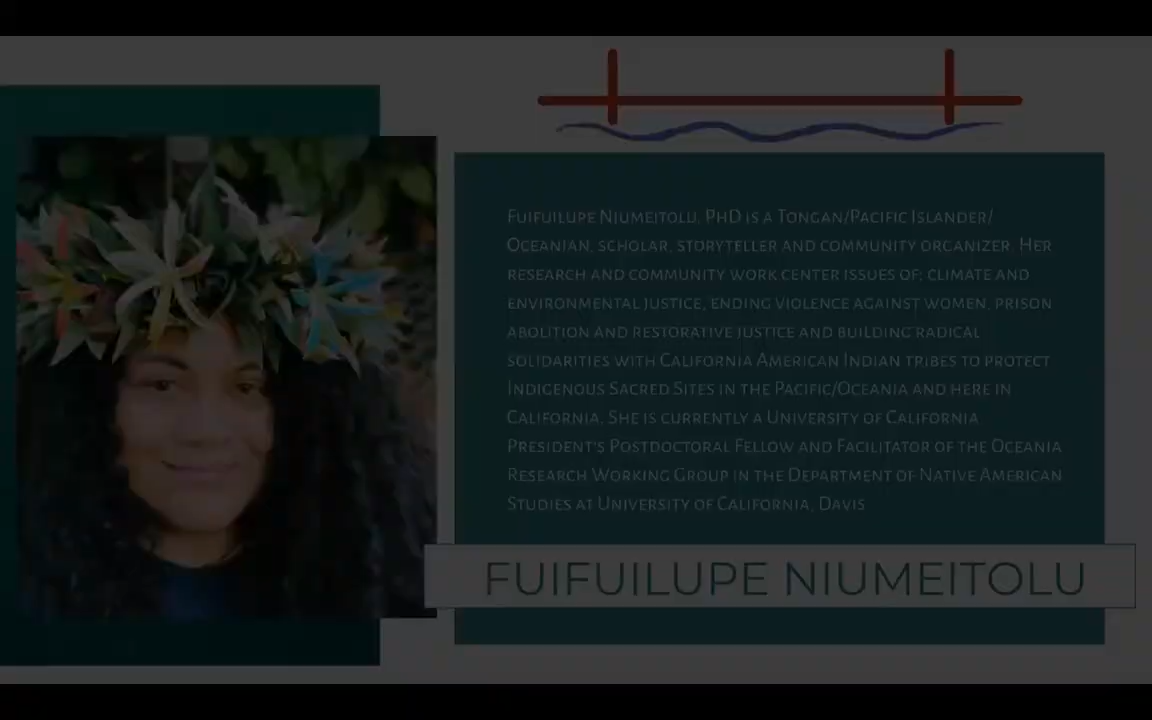 Fuifuilupe Niumeitolu, PhD is a Tongan/Pacific Islander/
Oceanian, scholar, storyteller and community organizer. Her
research and community work center issues of: climate and
environmental justice, ending violence against women, prison
abolition and restorative justice and building radical
solidarities with California American Indian tribes to protect
Indigenous Sacred Sites in the Pacific/Oceania and here in
California. She is currently a University of California
President's Postdoctoral Fellow and Facilitator of the Oceania
Research Working Group in the Department of Native American
Studies at University of California, Davis
FUIFUILUPE NIUMEITOLU